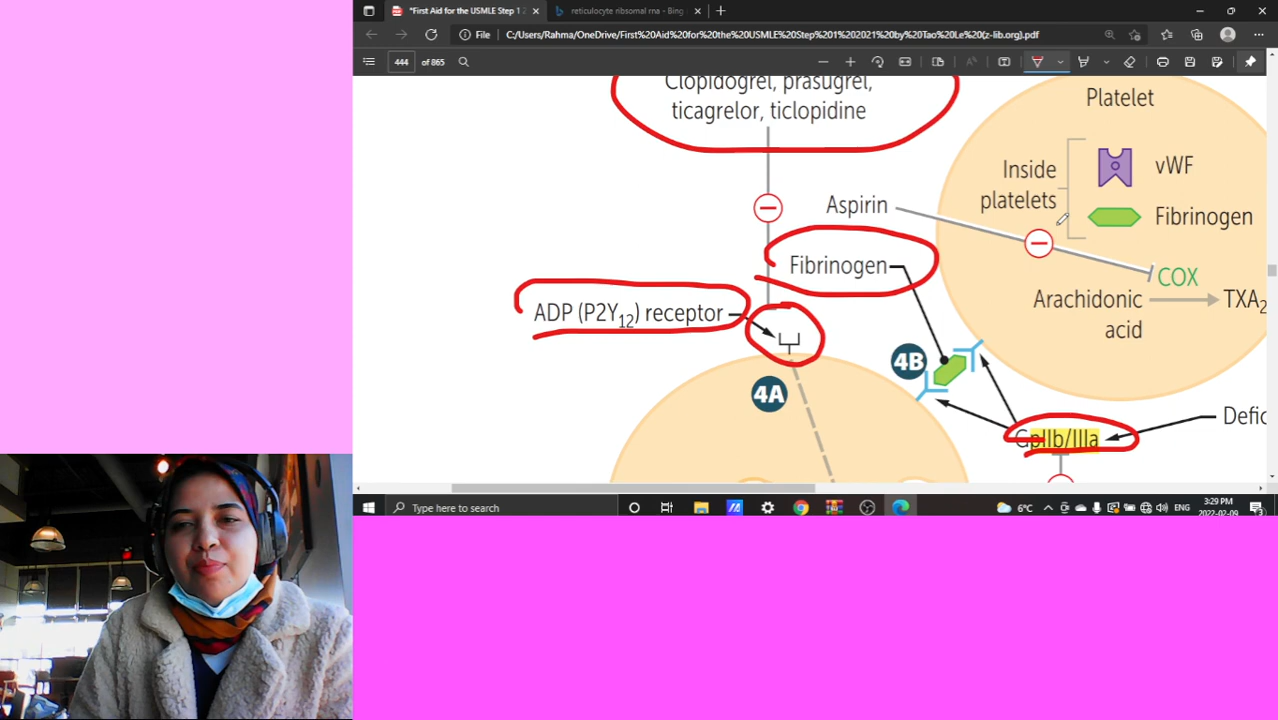 *First Aid for the USMLE Step 1 2
reticulocyte ribsomal rna - Bing
File
C:/Users/Rahma/OneDrive/First%20Aid%20for%20the%20USMLE%20Step%201%202021%20by%20Tao%20Le%20(z-lib.org).pdf
444 of 865
Clopidogrel, prasugrel,
ticagrelor, ticlopidine
Platelet
Inside
platelets
vWF
Fibrinogen
Aspirin
Fibrinogen
COX
ADP (P2Y12) receptor
Arachidonic
acid
TXA2
4A
4B
GpIIb/IIIa
Defic
Type here to search
6°C
ENG
3:29 PM
2022-02-09